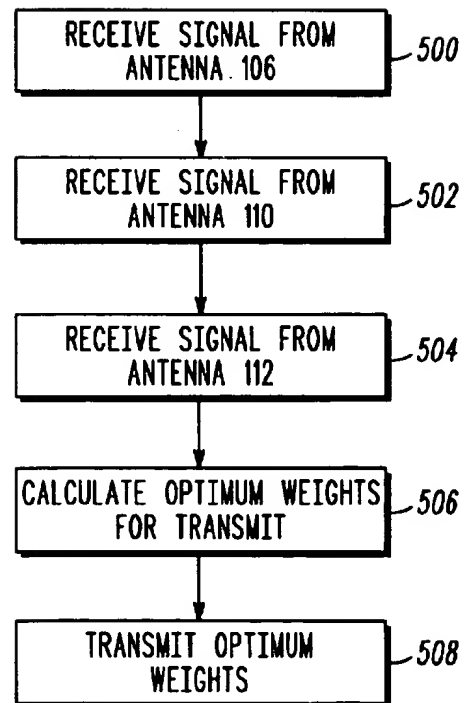 RECEIVE SIGNAL FROM
ANTENNA 106
500
RECEIVE SIGNAL FROM
ANTENNA 110
502
RECEIVE SIGNAL FROM
ANTENNA 112
504
CALCULATE OPTIMUM WEIGHTS
FOR TRANSMIT
506
TRANSMIT OPTIMUM
WEIGHTS
508